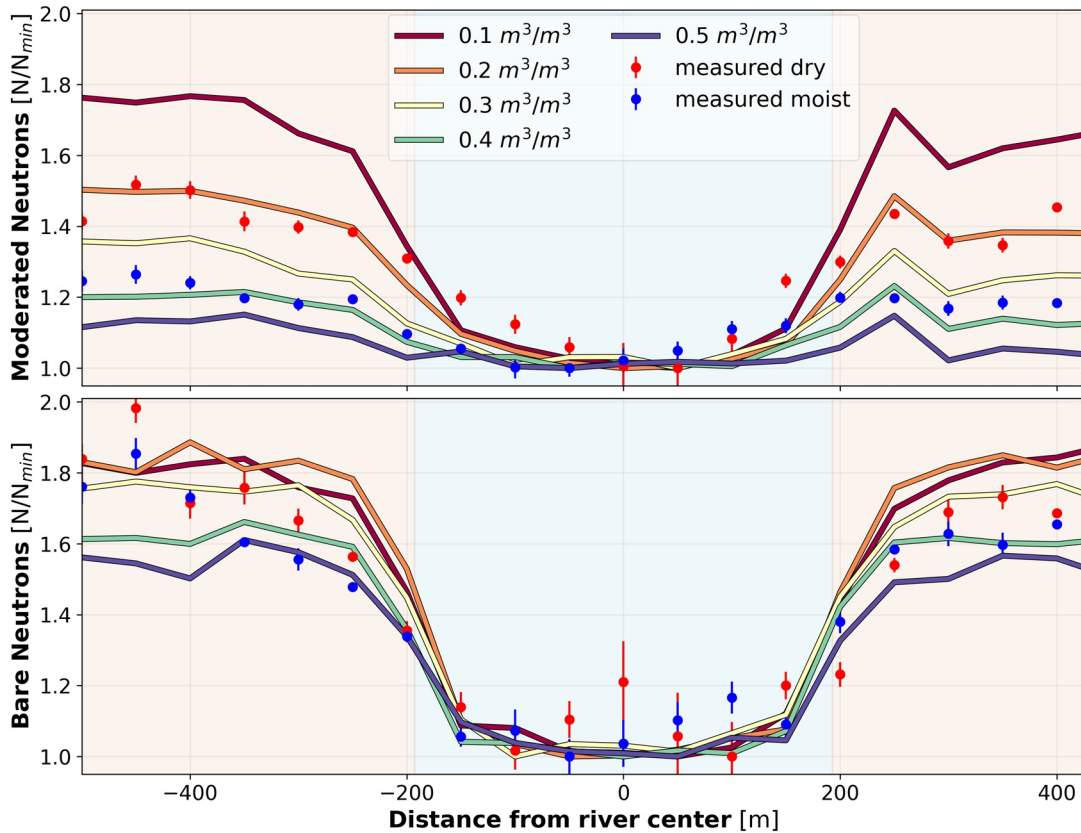 Moderated Neutrons [N/N_min]
2.0
1.8
1.6
1.4
1.2
1.0
0.1 m³/m³
0.2 m³/m³
0.3 m³/m³
0.4 m³/m³
0.5 m³/m³
measured dry
measured moist
Bare Neutrons [N/N_min]
2.0
1.8
1.6
1.4
1.2
1.0
−400
−200
0
200
400
Distance from river center [m]